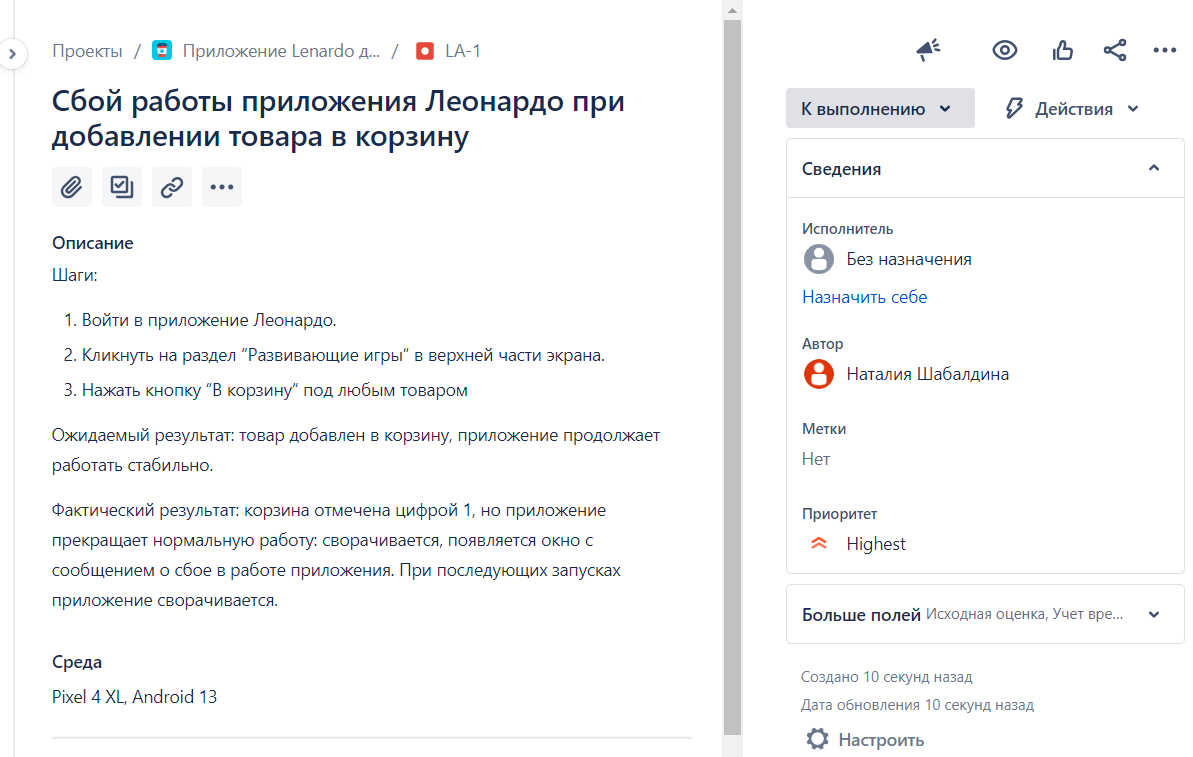 Проекты / Приложение Lenardo д... / LA-1
Сбой работы приложения Леонардо при
добавлении товара в корзину
Описание
Шаги:
1. Войти в приложение Леонардо.
2. Кликнуть на раздел “Развивающие игры” в верхней части экрана.
3. Нажать кнопку “В корзину” под любым товаром
Ожидаемый результат: товар добавлен в корзину, приложение продолжает
работать стабильно.
Фактический результат: корзина отмечена цифрой 1, но приложение
прекращает нормальную работу: сворачивается, появляется окно с
сообщением о сбое в работе приложения. При последующих запусках
приложение сворачивается.
Среда
Pixel 4 XL, Android 13
К выполнению
Действия
Сведения
Исполнитель
Без назначения
Назначить себе
Автор
Наталия Шабалдина
Метки
Нет
Приоритет
Highest
Больше полей Исходная оценка, Учет вре...
Создано 10 секунд назад
Дата обновления 10 секунд назад
Настроить